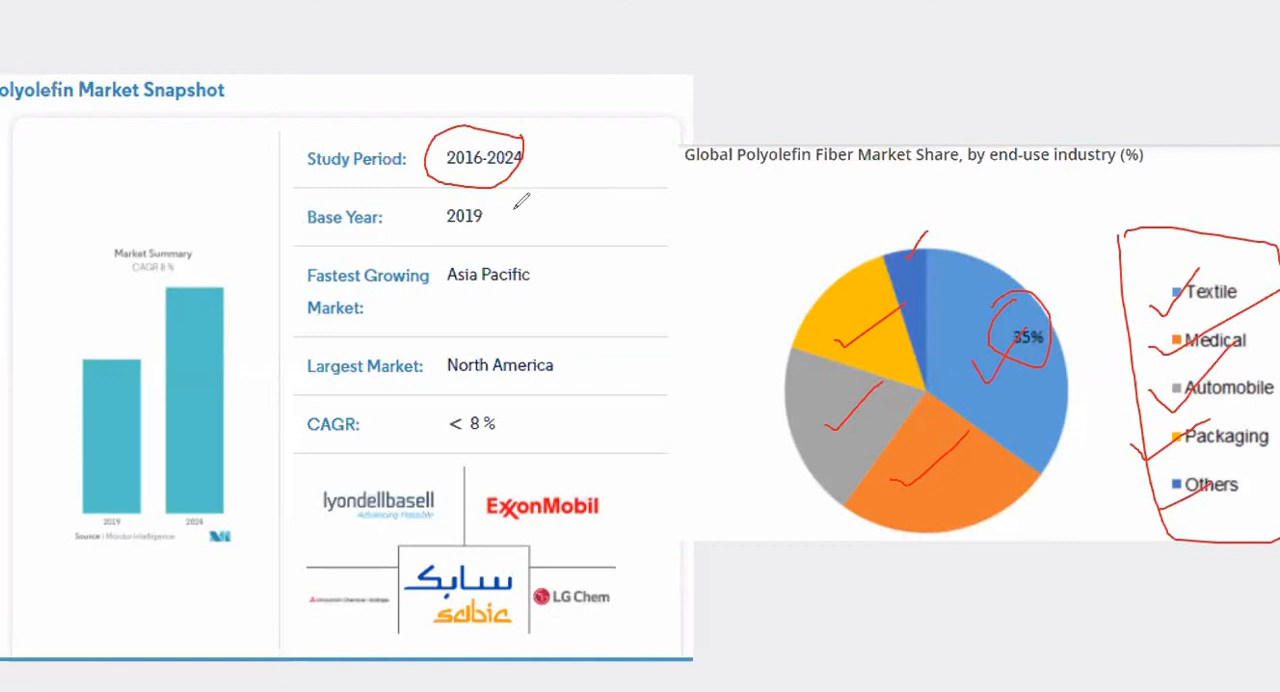 olyolefin Market Snapshot
Market Summary
CAGR 8 %
2019
2024
Source : Mordor Intelligence
Study Period: 2016-2024
Base Year: 2019
Fastest Growing Market: Asia Pacific
Largest Market: North America
CAGR: < 8 %
lyondellbasell
Advancing Possible
ExxonMobil
سابك
sabic
LG Chem
Global Polyolefin Fiber Market Share, by end-use industry (%)
35%
Textile
Medical
Automobile
Packaging
Others